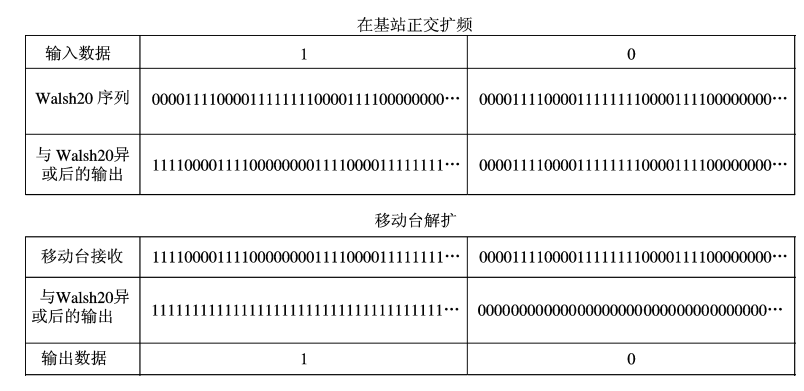 在基站正交扩频
输入数据 1 0
Walsh20 序列 000011110000111111110000111100000000··· 000011110000111111110000111100000000···
与 Walsh20异
或后的输出 111100001111000000001111000011111111··· 000011110000111111110000111100000000···
移动台解扩
移动台接收 111100001111000000001111000011111111··· 000011110000111111110000111100000000···
与Walsh20异
或后的输出 111111111111111111111111111111111111··· 000000000000000000000000000000000000···
输出数据 1 0